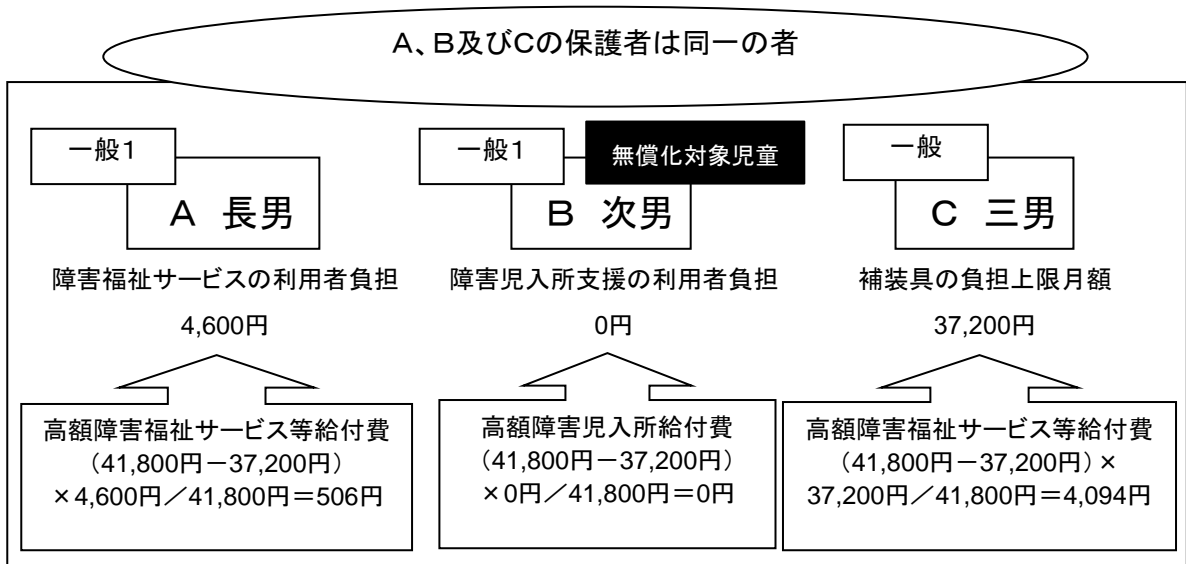 A、B及びCの保護者は同一の者
一般1
A 長男
障害福祉サービスの利用者負担
4,600円
高額障害福祉サービス等給付費
(41,800円-37,200円)
×4,600円/41,800円=506円
一般1
無償化対象児童
B 次男
障害児入所支援の利用者負担
0円
高額障害児入所給付費
(41,800円-37,200円)
×0円/41,800円=0円
一般
C 三男
補装具の負担上限月額
37,200円
高額障害福祉サービス等給付費
(41,800円-37,200円)×
37,200円/41,800円=4,094円